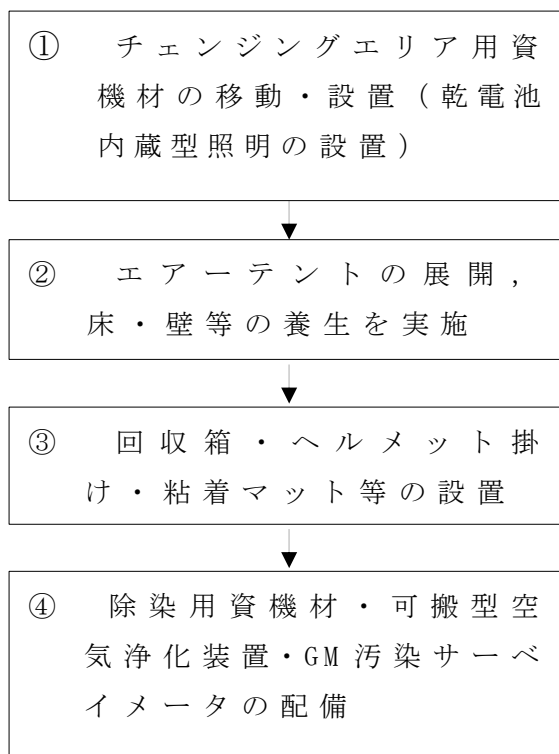 ① チェンジングエリア用資
機材の移動・設置（乾電池
内蔵型照明の設置）
② エアーテントの展開，
床・壁等の養生を実施
③ 回収箱・ヘルメット掛
け・粘着マット等の設置
④ 除染用資機材・可搬型空
気浄化装置・GM汚染サーベ
イメータの配備